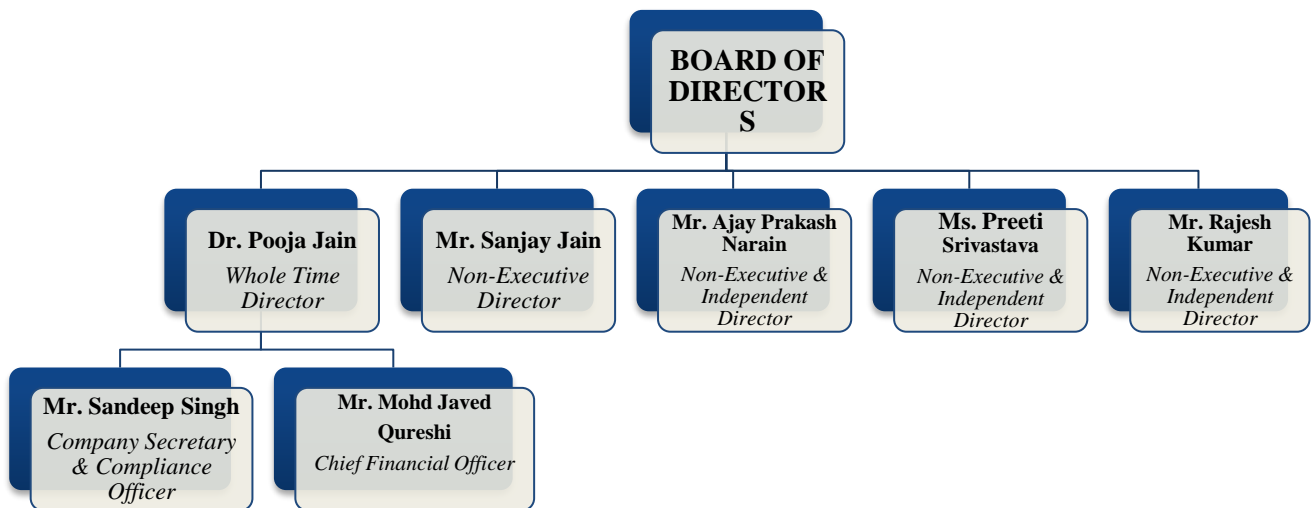 BOARD OF
DIRECTOR
S
Dr. Pooja Jain
Whole Time
Director
Mr. Sanjay Jain
Non-Executive
Director
Mr. Ajay Prakash
Narain
Non-Executive &
Independent
Director
Ms. Preeti
Srivastava
Non-Executive &
Independent
Director
Mr. Rajesh
Kumar
Non-Executive &
Independent
Director
Mr. Sandeep Singh
Company Secretary
& Compliance
Officer
Mr. Mohd Javed
Qureshi
Chief Financial Officer